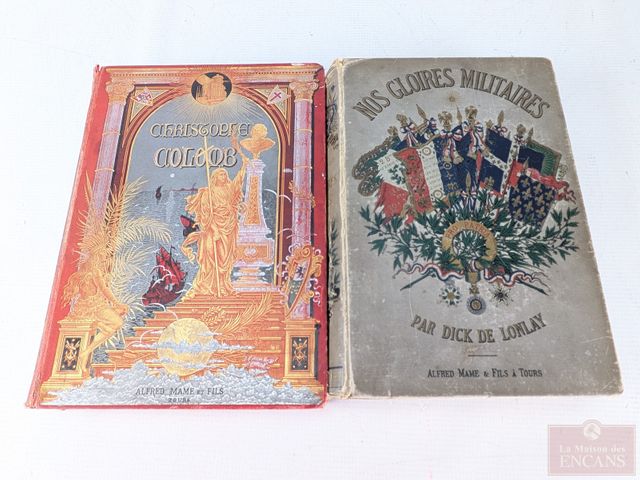 CHRISTOPHE
COLOMB
ALFRED MAME ET FILS
TOURS
NOS GLOIRES MILITAIRES
PAR DICK DE LONLAY
ALFRED MAME & FILS À TOURS
La Maison des
ENCANS